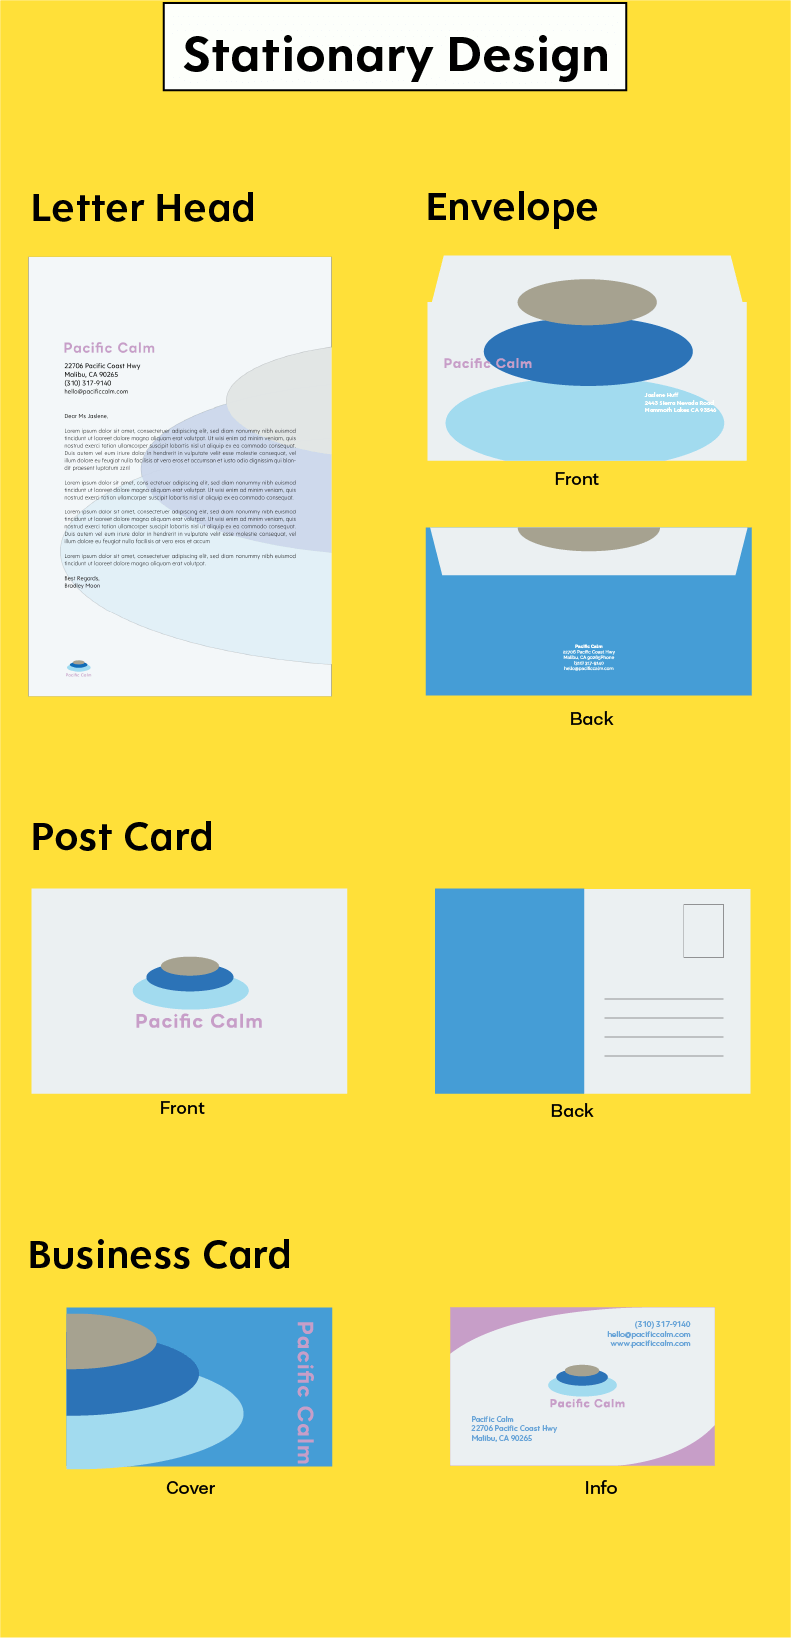 Stationary Design
Letter Head
Pacific Calm
22706 Pacific Coast Hwy
Malibu, CA 90265
(310) 317-9140
hello@pacificcalm.com
Dear Ms Jaslene,
Lorem ipsum dolor sit amet, consectetuer adipiscing elit, sed diam nonummy nibh euismod
tincidunt ut laoreet dolore magna aliquam erat volutpat. Ut wisi enim ad minim veniam, quis
nostrud exerci tation ullamcorper suscipit lobortis nisl ut aliquip ex ea commodo consequat.
Duis autem vel eum iriure dolor in hendrerit in vulputate velit esse molestie consequat, vel
illum dolore eu feugiat nulla facilisis at vero eros et accumsan et iusto odio dignissim qui blan-
dit praesent luptatum zzril
Lorem ipsum dolor sit amet, cons ectetuer adipiscing elit, sed diam nonummy nibh euismod
tincidunt ut laoreet dolore magna aliquam erat volutpat. Ut wisi enim ad minim veniam, quis
nostrud exerci tation ullamcorper suscipit lobortis nisl ut aliquip ex ea commodo consequat.
Lorem ipsum dolor sit amet, consectetuer adipiscing elit, sed diam nonummy nibh euismod
tincidunt ut laoreet dolore magna aliquam erat volutpat. Ut wisi enim ad minim veniam, quis
nostrud exerci tation ullamcorper suscipit lobortis nisl ut aliquip ex ea commodo consequat.
Duis autem vel eum iriure dolor in hendrerit in vulputate velit esse molestie consequat, vel
illum dolore eu feugiat nulla facilisis at vero eros et accum
Lorem ipsum dolor sit amet, consectetuer adipiscing elit, sed diam nonummy nibh euismod
tincidunt ut laoreet dolore magna aliquam erat volutpat.
Best Regards,
Bradley Moon
Pacific Calm
Envelope
Pacific Calm
Jaslene Huff
2443 Sierra Nevada Road
Mammoth Lakes CA 93546
Front
Pacific Calm
22706 Pacific Coast Hwy
Malibu, CA 90265Phone
(310) 317-9140
hello@pacificcalm.com
Back
Post Card
Pacific Calm
Front
Back
Business Card
Pacific Calm
Cover
(310) 317-9140
hello@pacificcalm.com
www.pacificcalm.com
Pacific Calm
Pacific Calm
22706 Pacific Coast Hwy
Malibu, CA 90265
Info